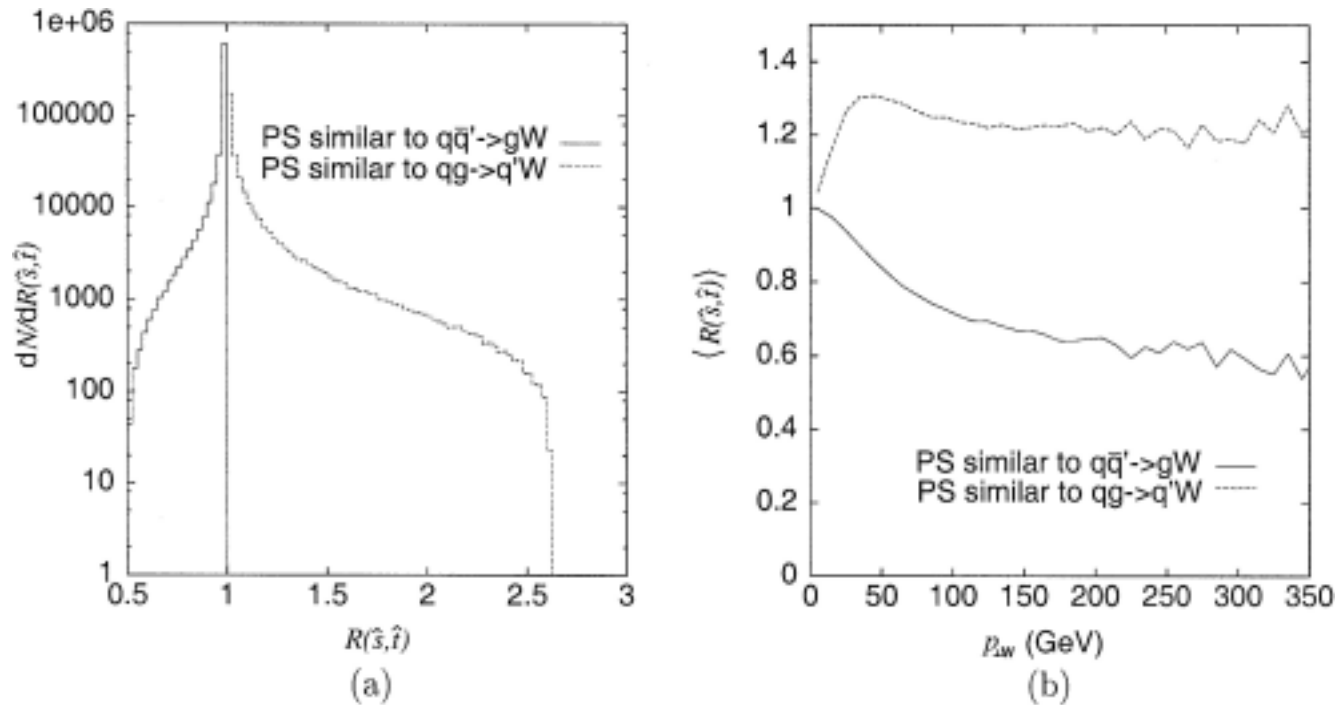 1e+06
100000
10000
1000
100
10
1
dN/dR(ŝ,t̂)
PS similar to qq̄'->gW
PS similar to qg->q'W
0.5 1 1.5 2 2.5 3
R(ŝ,t̂)
(a)
1.4
1.2
1
0.8
0.6
0.4
0.2
0
⟨R(ŝ,t̂)⟩
PS similar to qq̄'->gW
PS similar to qg->q'W
0 50 100 150 200 250 300 350
p⊥W (GeV)
(b)